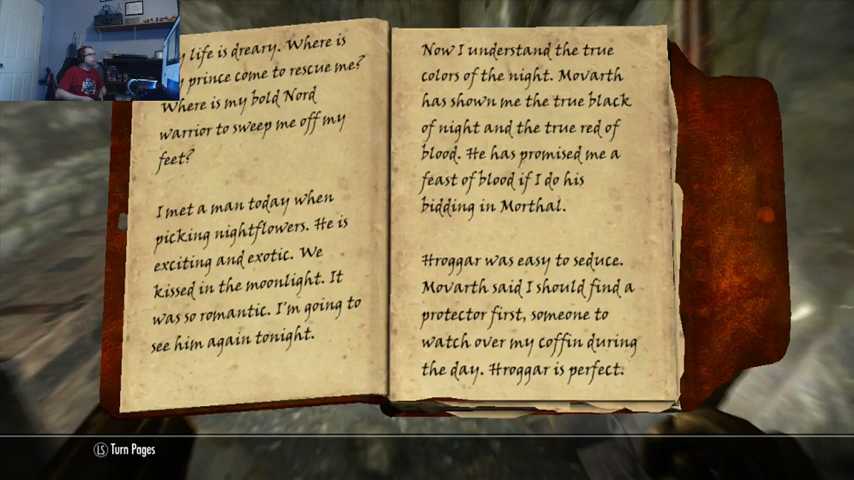 life is dreary. Where is
prince come to rescue me?
Where is my bold Nord
warrior to sweep me off my
feet?
I met a man today when
picking nightflowers. He is
exciting and exotic. We
kissed in the moonlight. It
was so romantic. I'm going to
see him again tonight.
Now I understand the true
colors of the night. Movarth
has shown me the true black
of night and the true red of
blood. He has promised me a
feast of blood if I do his
bidding in Morthal.
Hroggar was easy to seduce.
Movarth said I should find a
protector first, someone to
watch over my coffin during
the day. Hroggar is perfect.
LS Turn Pages